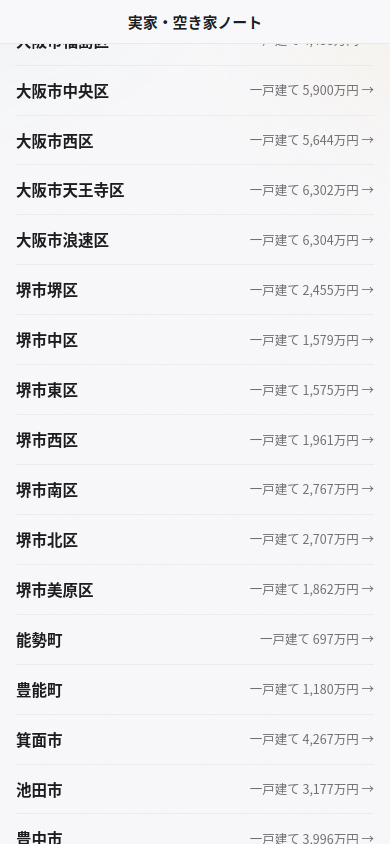 実家・空き家ノート
大阪市福島区
大阪市中央区 一戸建て 5,900万円→
大阪市西区 一戸建て 5,644万円→
大阪市天王寺区 一戸建て 6,302万円→
大阪市浪速区 一戸建て 6,304万円→
堺市堺区 一戸建て 2,455万円→
堺市中区 一戸建て 1,579万円→
堺市東区 一戸建て 1,575万円→
堺市西区 一戸建て 1,961万円→
堺市南区 一戸建て 2,767万円→
堺市北区 一戸建て 2,707万円→
堺市美原区 一戸建て 1,862万円→
能勢町 一戸建て 697万円→
豊能町 一戸建て 1,180万円→
箕面市 一戸建て 4,267万円→
池田市 一戸建て 3,177万円→
豊中市 一戸建て 3,996万円→